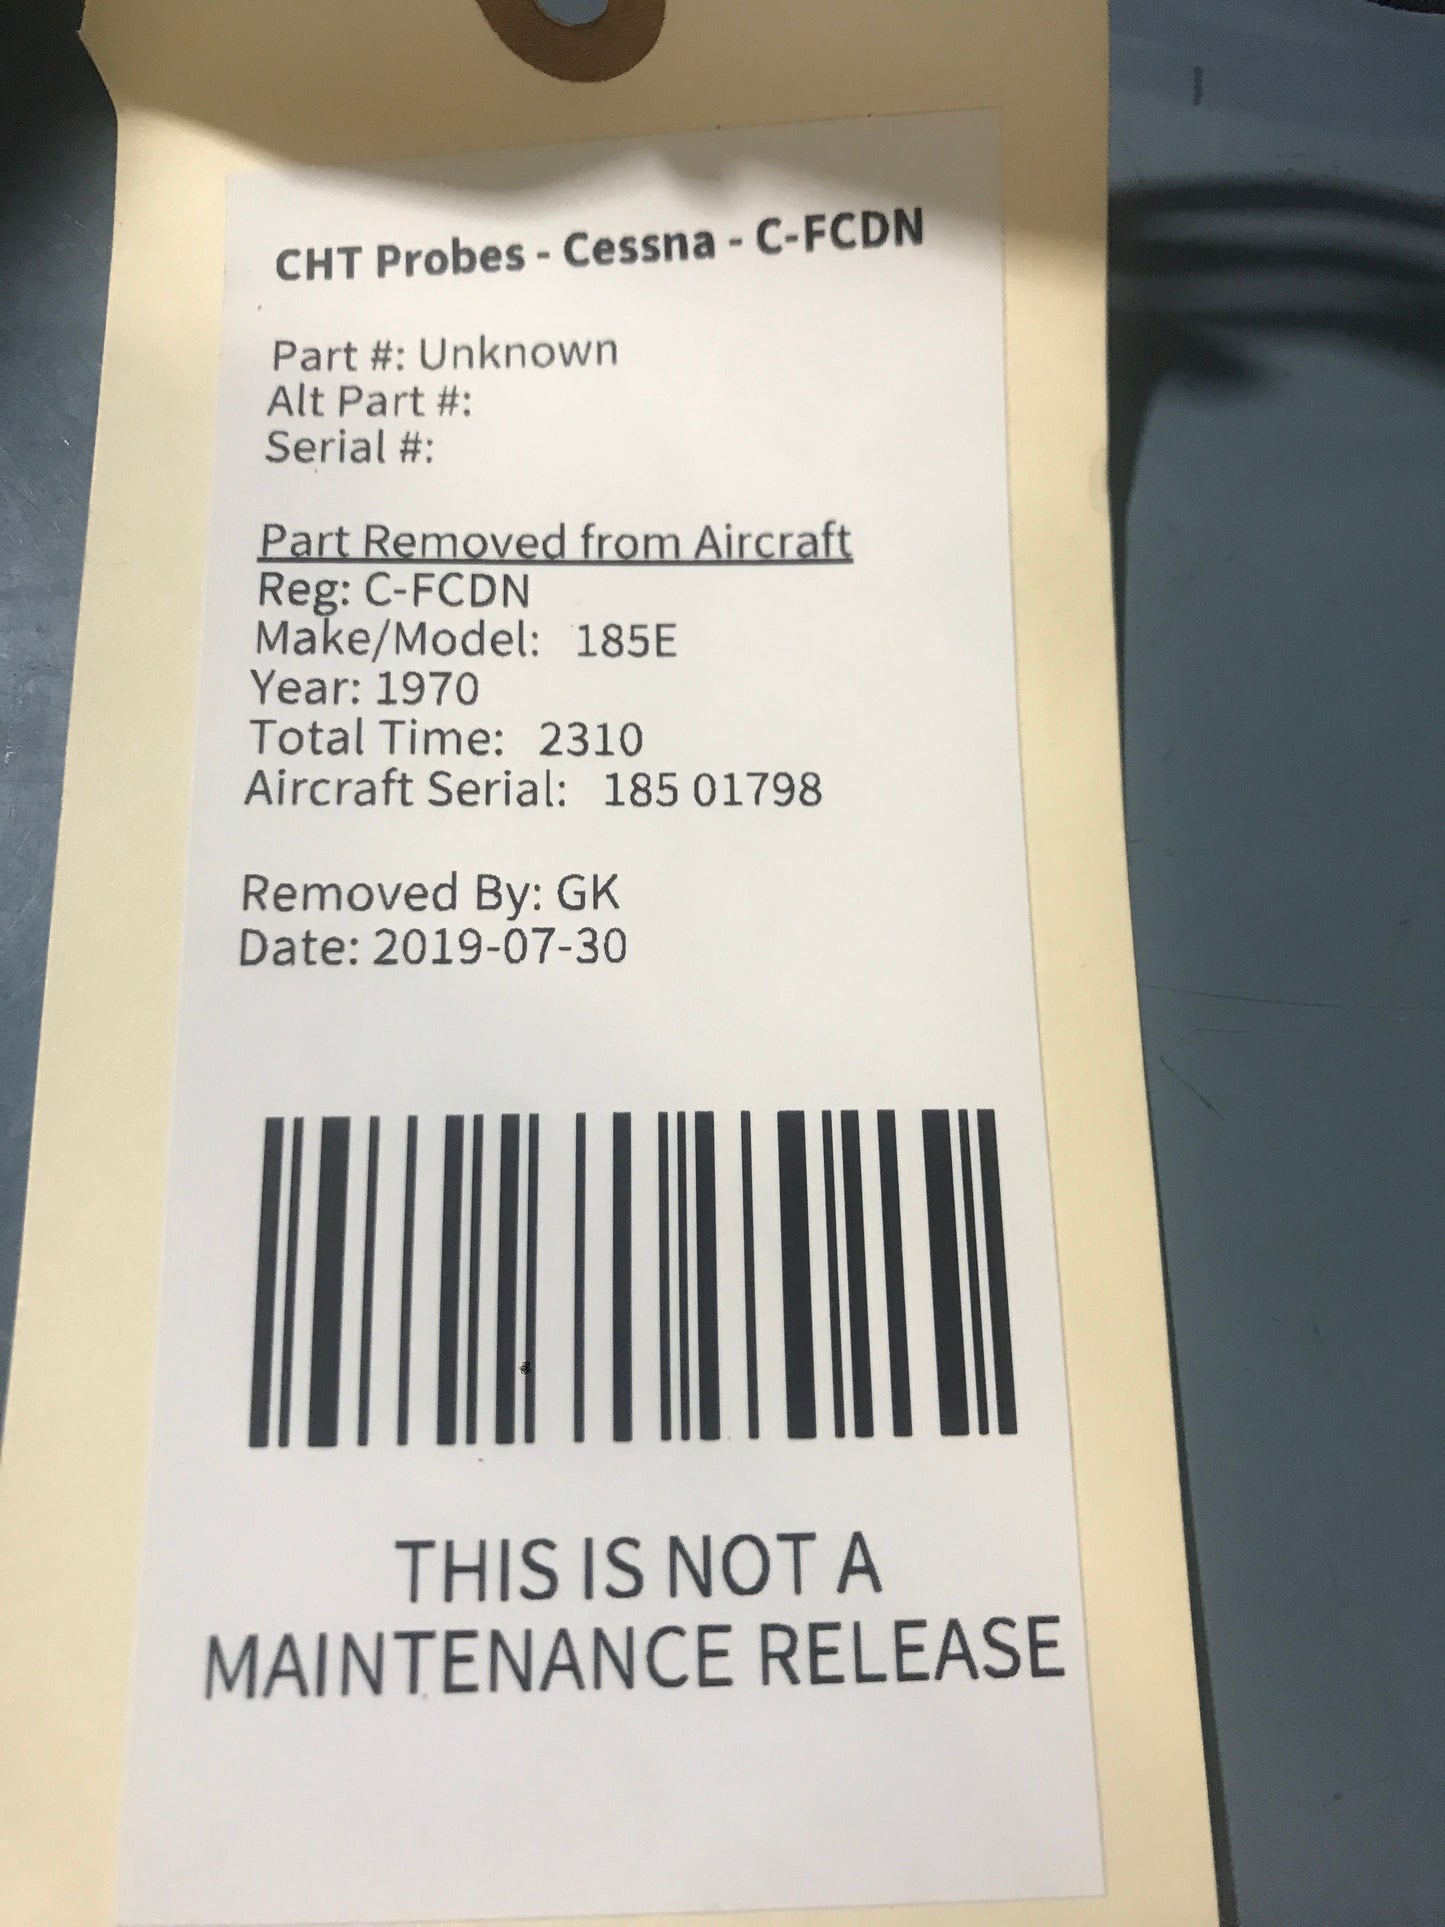 CHT Probes - Cessna - C-FCDN
Part #: Unknown
Alt Part #:
Serial #:
Part Removed from Aircraft
Reg: C-FCDN
Make/Model: 185E
Year: 1970
Total Time: 2310
Aircraft Serial: 185 01798
Removed By: GK
Date: 2019-07-30
THIS IS NOT A
MAINTENANCE RELEASE